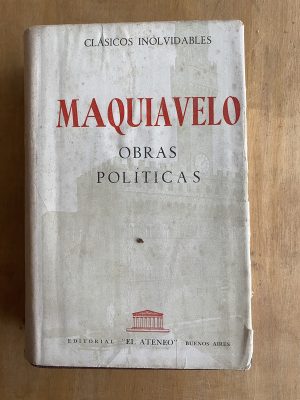 CLÁSICOS INOLVIDABLES
MAQUIAVELO
OBRAS
POLÍTICAS
EDITORIAL "EL ATENEO" BUENOS AIRES